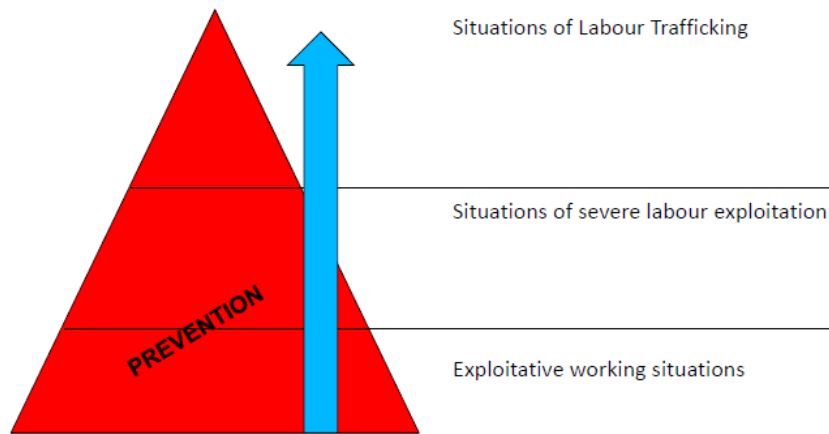 Situations of Labour Trafficking
Situations of severe labour exploitation
PREVENTION
Exploitative working situations